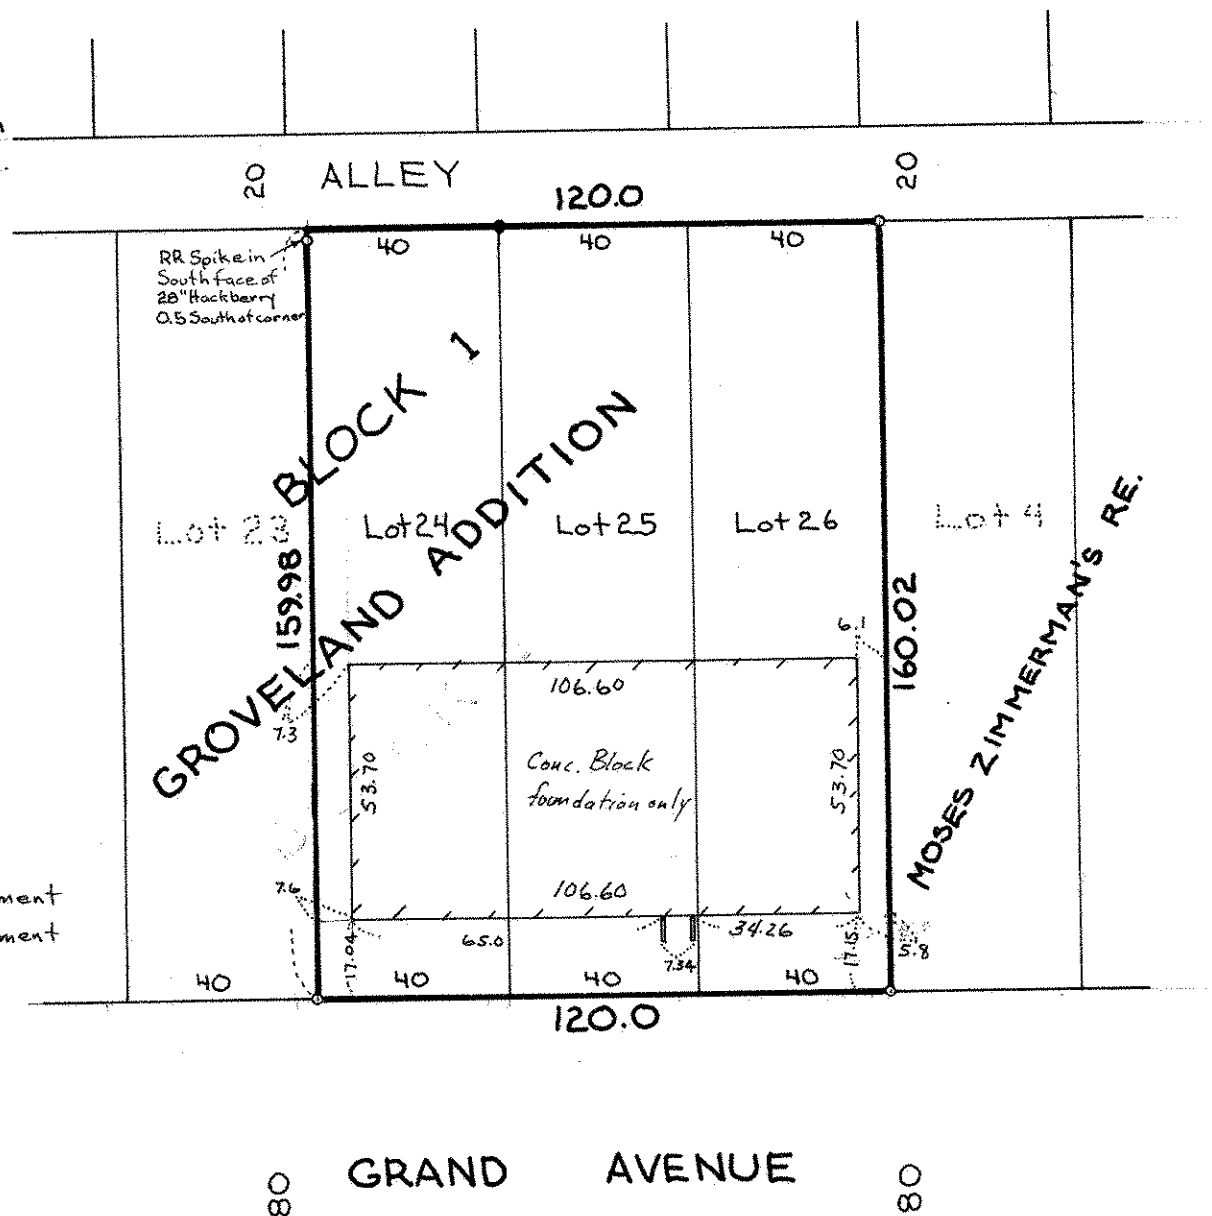 20
ALLEY
120.0
20
40
40
40
RR Spike in
South face of
28" Hackberry
0.5 South of corner
BLOCK 1
GROVELAND ADDITION
Lot 23
Lot 24
Lot 25
Lot 26
Lot 4
159.98
160.02
MOSES ZIMMERMAN'S RE.
6.1
106.60
7.3
53.70
Conc. Block
foundation only
53.70
7.6
106.60
ment
ment
17.04
65.0
7.34
34.26
17.15
5.8
40
40
40
40
120.0
GRAND AVENUE
80
80